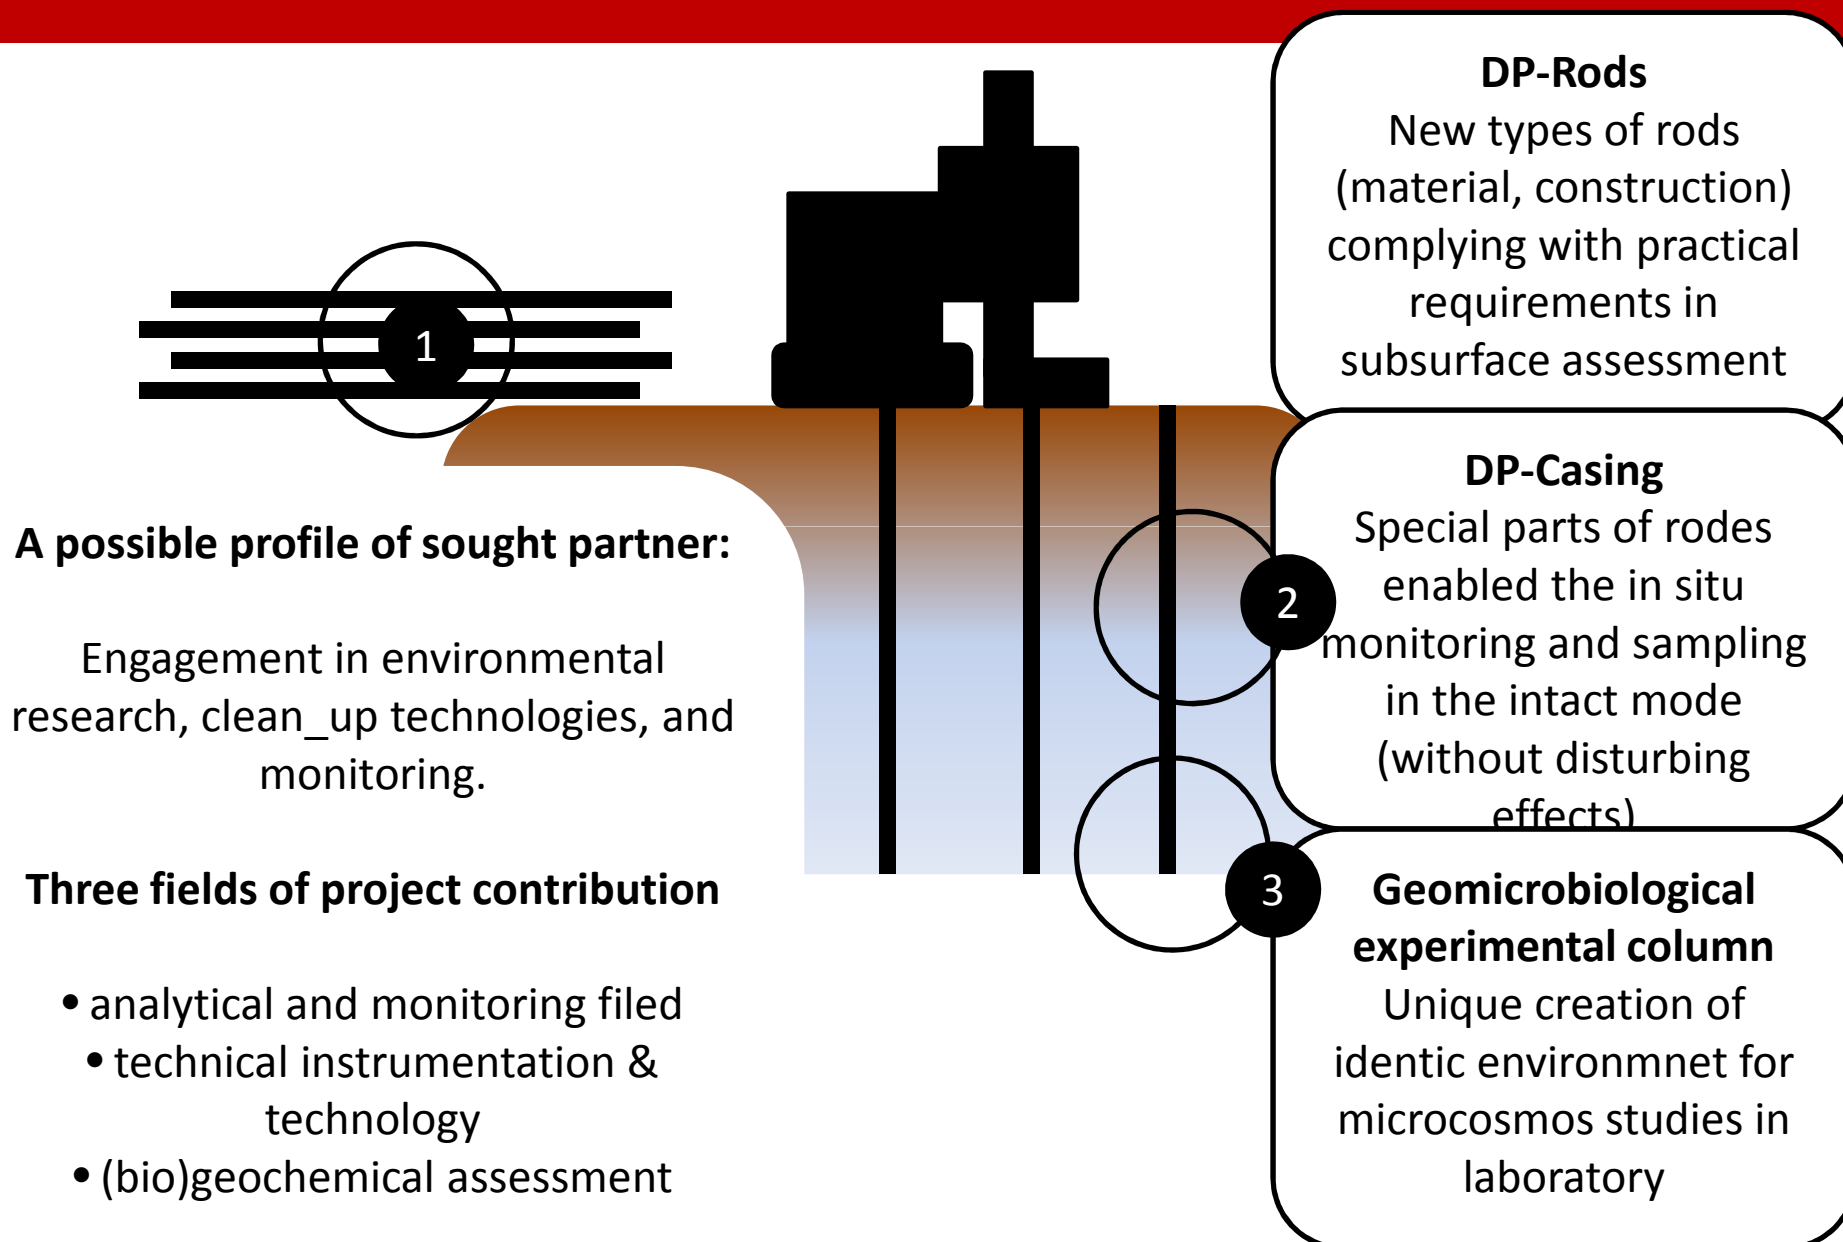 1
A possible profile of sought partner:
Engagement in environmental
research, clean_up technologies, and
monitoring.
Three fields of project contribution
• analytical and monitoring filed
• technical instrumentation &
technology
• (bio)geochemical assessment
DP-Rods
New types of rods
(material, construction)
complying with practical
requirements in
subsurface assessment
2
DP-Casing
Special parts of rodes
enabled the in situ
monitoring and sampling
in the intact mode
(without disturbing
effects)
3
Geomicrobiological
experimental column
Unique creation of
identic environmnet for
microcosmos studies in
laboratory